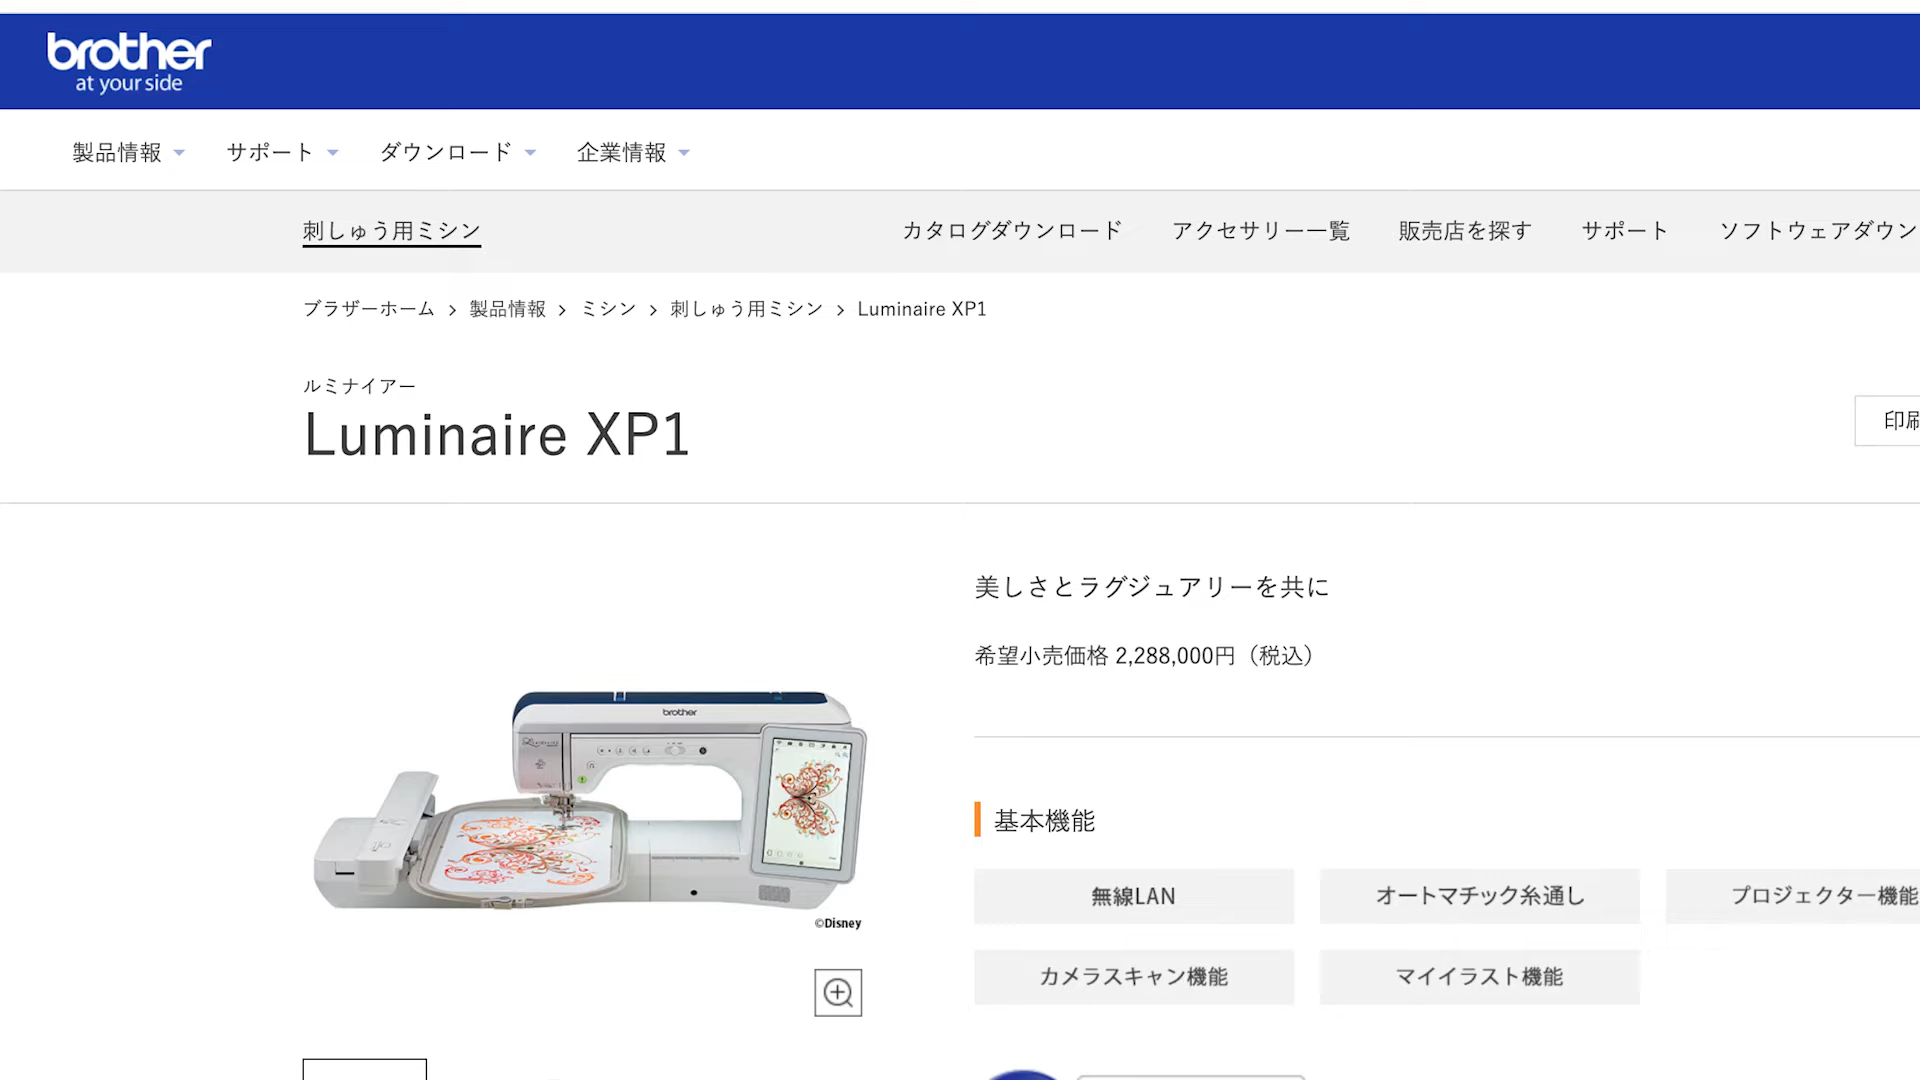 brother
at your side
製品情報
サポート
ダウンロード
企業情報
刺しゅう用ミシン
カタログダウンロード
アクセサリー一覧
販売店を探す
サポート
ソフトウェアダウン
ブラザーホーム > 製品情報 > ミシン > 刺しゅう用ミシン > Luminaire XP1
ルミナイアー
Luminaire XP1
印刷
美しさとラグジュアリーを共に
希望小売価格 2,288,000円（税込）
brother
©Disney
基本機能
無線LAN
オートマチック糸通し
プロジェクター機能
カメラスキャン機能
マイイラスト機能